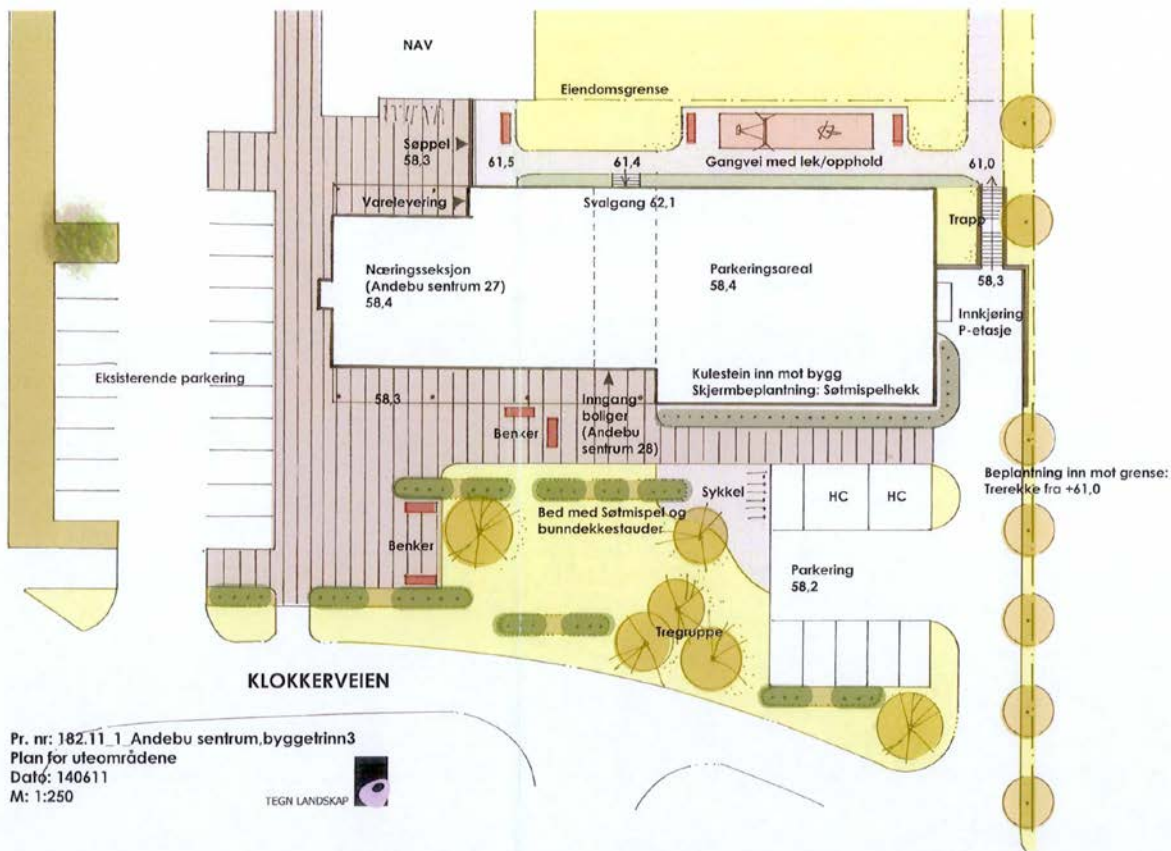 NAV
Eiendomsgrense
Søppel
58,3
61,5
61,4
Gangvei med lek/opphold
61,0
Varelevering
Svalgang 62,1
Trapp
Næringsseksjon
(Andebu sentrum 27)
58,4
Parkeringsareal
58,4
58,3
Innkjøring
P-etasje
Eksisterende parkering
Kulestein inn mot bygg
Skjermbeplantning: Søtmispelhekk
58,3
Inngang
boliger
(Andebu
sentrum 28)
Benker
Beplantning inn mot grense:
Trerekke fra +61,0
Sykkel
HC
HC
Bed med Søtmispel og
bunndekkestauder
Benker
Parkering
58,2
Tregruppe
KLOKKERVEIEN
Pr. nr: 182.11_1_Andebu sentrum,byggetrinn3
Plan for uteområdene
Dato: 140611
M: 1:250
TEGN LANDSKAP